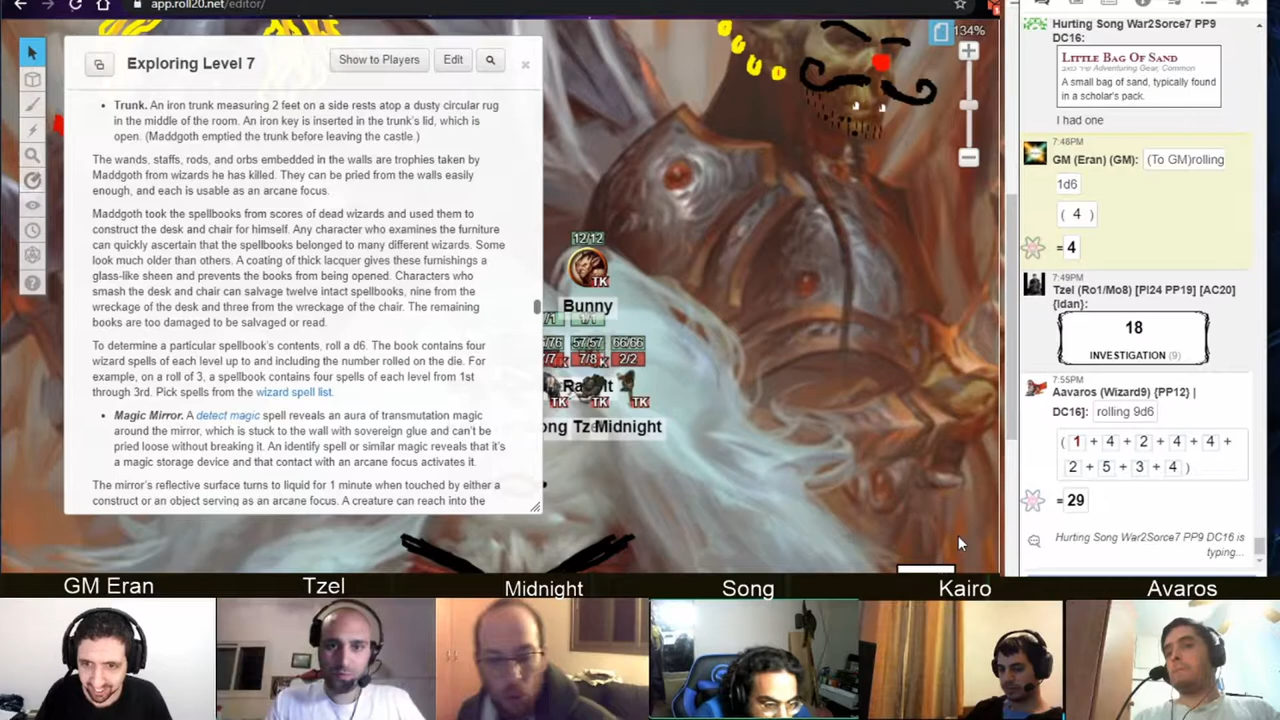 app.roll20.net/editor/
134%
Exploring Level 7
Show to Players
Edit
• Trunk. An iron trunk measuring 2 feet on a side rests atop a dusty circular rug
in the middle of the room. An iron key is inserted in the trunk's lid, which is
open. (Maddgoth emptied the trunk before leaving the castle.)
The wands, staffs, rods, and orbs embedded in the walls are trophies taken by
Maddgoth from wizards he has killed. They can be pried from the walls easily
enough, and each is usable as an arcane focus.
Maddgoth took the spellbooks from scores of dead wizards and used them to
construct the desk and chair for himself. Any character who examines the furniture
can quickly ascertain that the spellbooks belonged to many different wizards. Some
look much older than others. A coating of thick lacquer gives these furnishings a
glass-like sheen and prevents the books from being opened. Characters who
smash the desk and chair can salvage twelve intact spellbooks, nine from the
wreckage of the desk and three from the wreckage of the chair. The remaining
books are too damaged to be salvaged or read.
To determine a particular spellbook's contents, roll a d6. The book contains four
wizard spells of each level up to and including the number rolled on the die. For
example, on a roll of 3, a spellbook contains four spells of each level from 1st
through 3rd. Pick spells from the wizard spell list.
• Magic Mirror. A detect magic spell reveals an aura of transmutation magic
around the mirror, which is stuck to the wall with sovereign glue and can't be
pried loose without breaking it. An identify spell or similar magic reveals that it's
a magic storage device and that contact with an arcane focus activates it.
The mirror's reflective surface turns to liquid for 1 minute when touched by either a
construct or an object serving as an arcane focus. A creature can reach into the
12/12
TK
Bunny
1/1
57/57 66/66
7/8 2/2
TK TK TK
Midnight
Hurting Song War2Sorce7 PP9
DC16:
Little Bag Of Sand
Adventuring Gear, Common
A small bag of sand, typically found
in a scholar's pack.
I had one
7:48PM
GM (Eran) (GM): (To GM)rolling
1d6
( 4 )
= 4
7:49PM
Tzel (Ro1/Mo8) [PI24 PP19] [AC20]
{Idan}:
18
INVESTIGATION (9)
7:55PM
Aavaros (Wizard9) {PP12} |
DC16]: rolling 9d6
( 1 + 4 + 2 + 4 + 4 +
2 + 5 + 3 + 4 )
= 29
Hurting Song War2Sorce7 PP9 DC16 is
typing...
GM Eran
Tzel
Midnight
Song
Kairo
Avaros